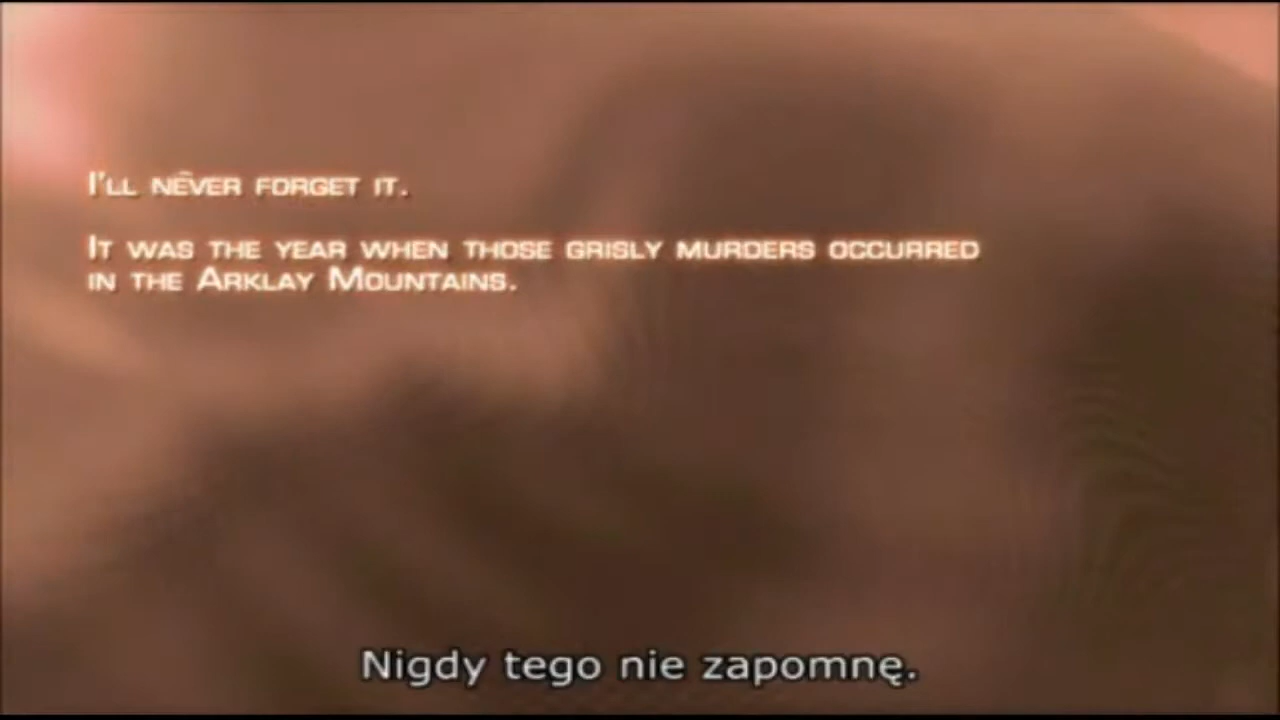 I'll never forget it.
It was the year when those grisly murders occurred
in the Arklay Mountains.
Nigdy tego nie zapomnę.